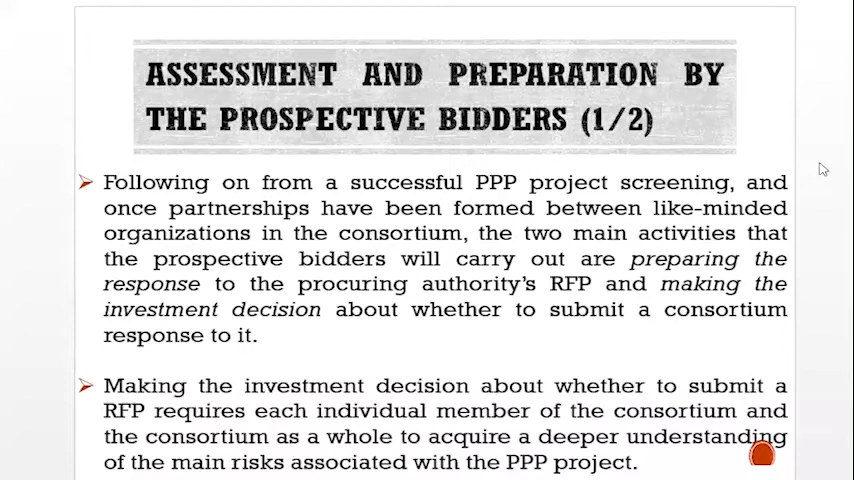 ASSESSMENT AND PREPARATION BY
THE PROSPECTIVE BIDDERS (1/2)
Following on from a successful PPP project screening, and
once partnerships have been formed between like-minded
organizations in the consortium, the two main activities that
the prospective bidders will carry out are preparing the
response to the procuring authority's RFP and making the
investment decision about whether to submit a consortium
response to it.
Making the investment decision about whether to submit a
RFP requires each individual member of the consortium and
the consortium as a whole to acquire a deeper understanding
of the main risks associated with the PPP project.